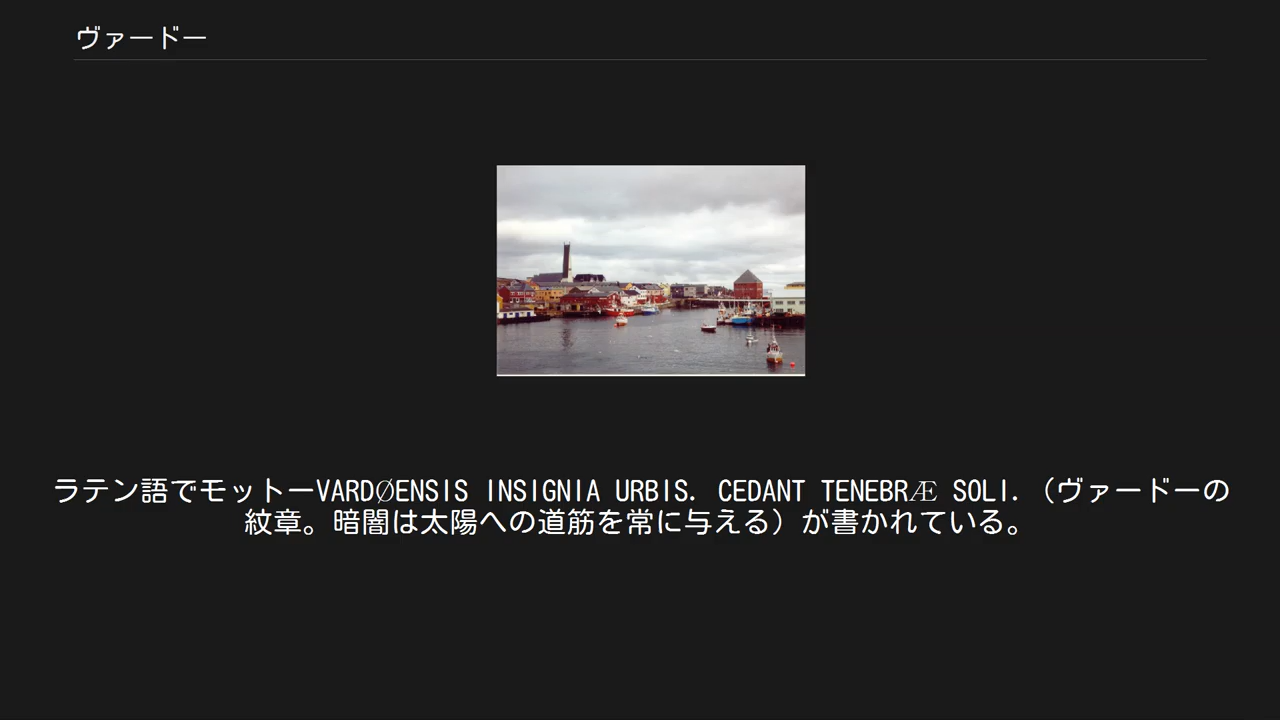 ヴァードー
ラテン語でモットーVARDØENSIS INSIGNIA URBIS. CEDANT TENEBRÆ SOLI.（ヴァードーの
紋章。暗闇は太陽への道筋を常に与える）が書かれている。